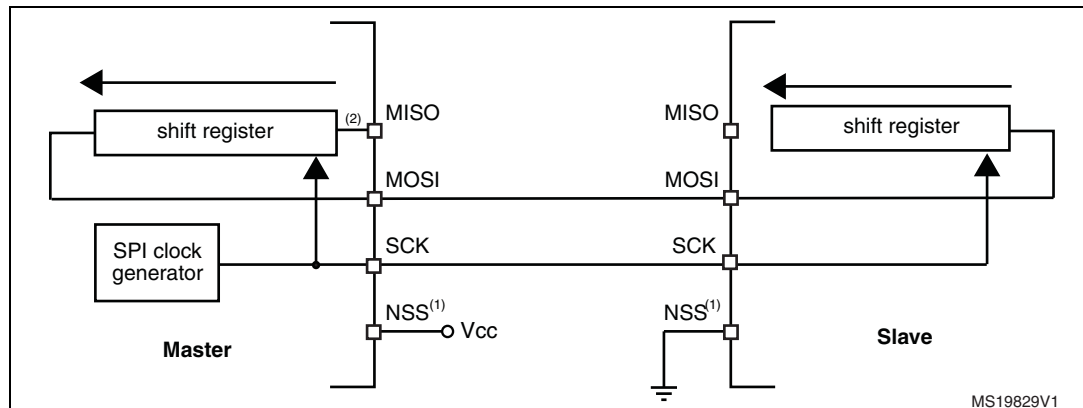 shift register
(2)
MISO
MOSI
SPI clock
generator
SCK
NSS(1)
Vcc
Master
MISO
shift register
MOSI
SCK
NSS(1)
Slave
MS19829V1